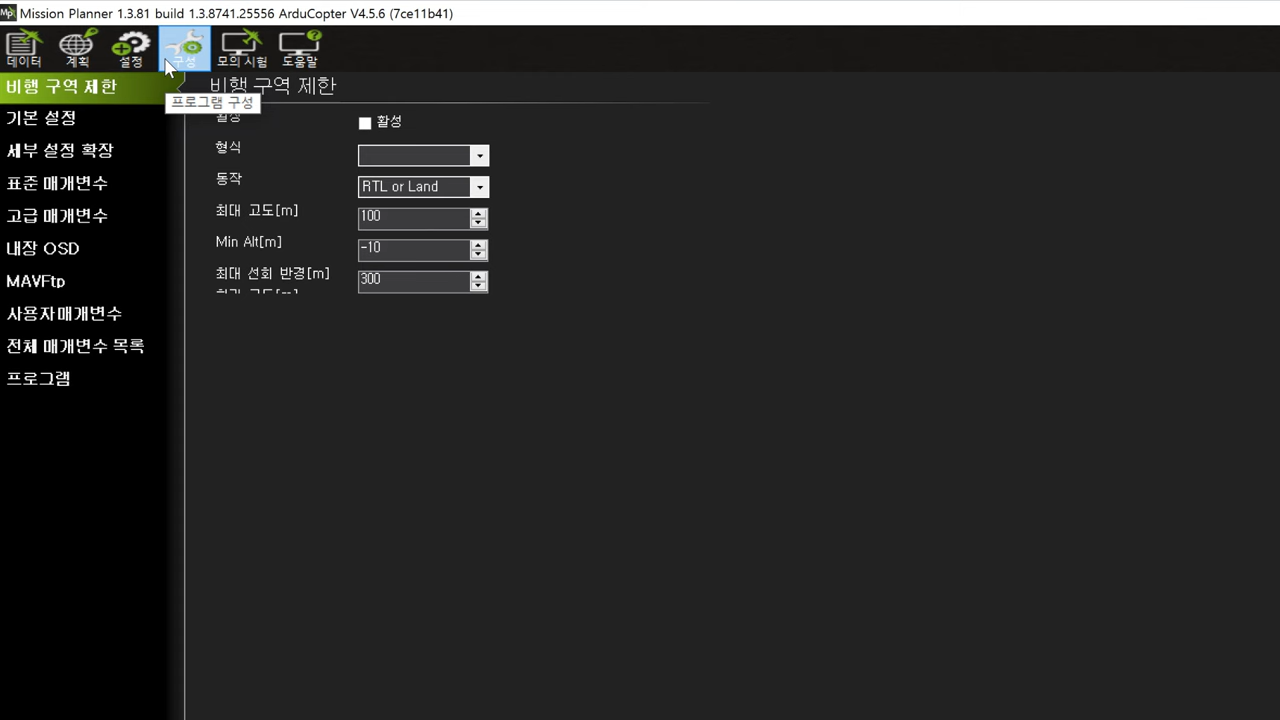 Mission Planner 1.3.81 build 1.3.8741.25556 ArduCopter V4.5.6 (7ce11b41)
데이터 계획 설정 구성 모의 시험 도움말
비행 구역 제한
기본 설정
세부 설정 확장
표준 매개변수
고급 매개변수
내장 OSD
MAVFtp
사용자 매개변수
전체 매개변수 목록
프로그램
비행 구역 제한
프로그램 구성
활성 활성
형식
동작 RTL or Land
최대 고도[m] 100
Min Alt[m] -10
최대 선회 반경[m] 300